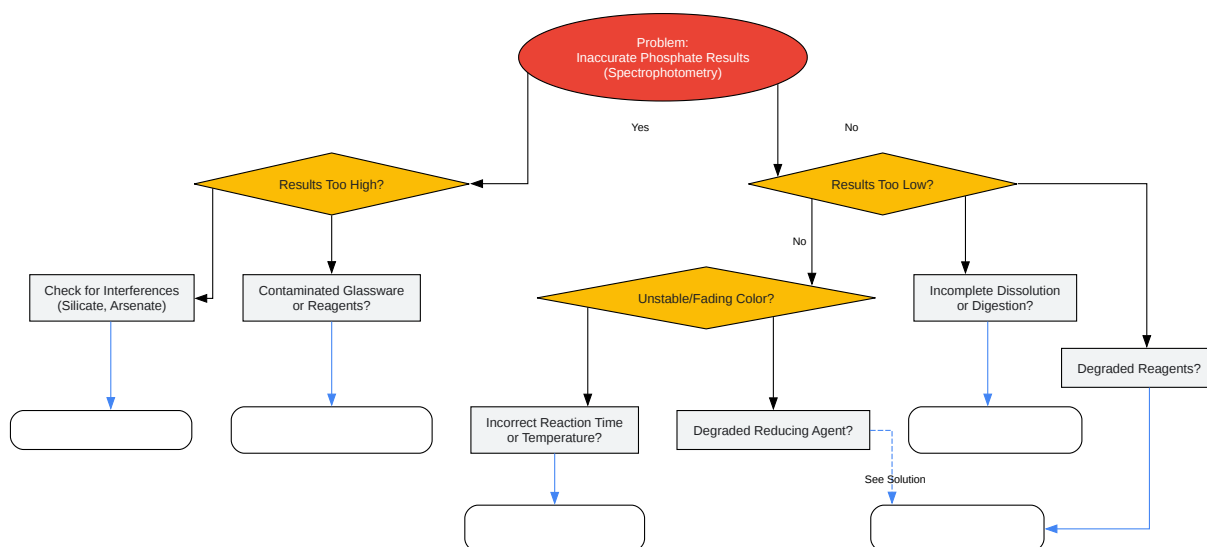 Problem:
Inaccurate Phosphate Results
(Spectrophotometry)
Yes
No
Results Too High?
Results Too Low?
No
Check for Interferences
(Silicate, Arsenate)
Contaminated Glassware
or Reagents?
Unstable/Fading Color?
Incomplete Dissolution
or Digestion?
Degraded Reagents?
Incorrect Reaction Time
or Temperature?
Degraded Reducing Agent?
See Solution